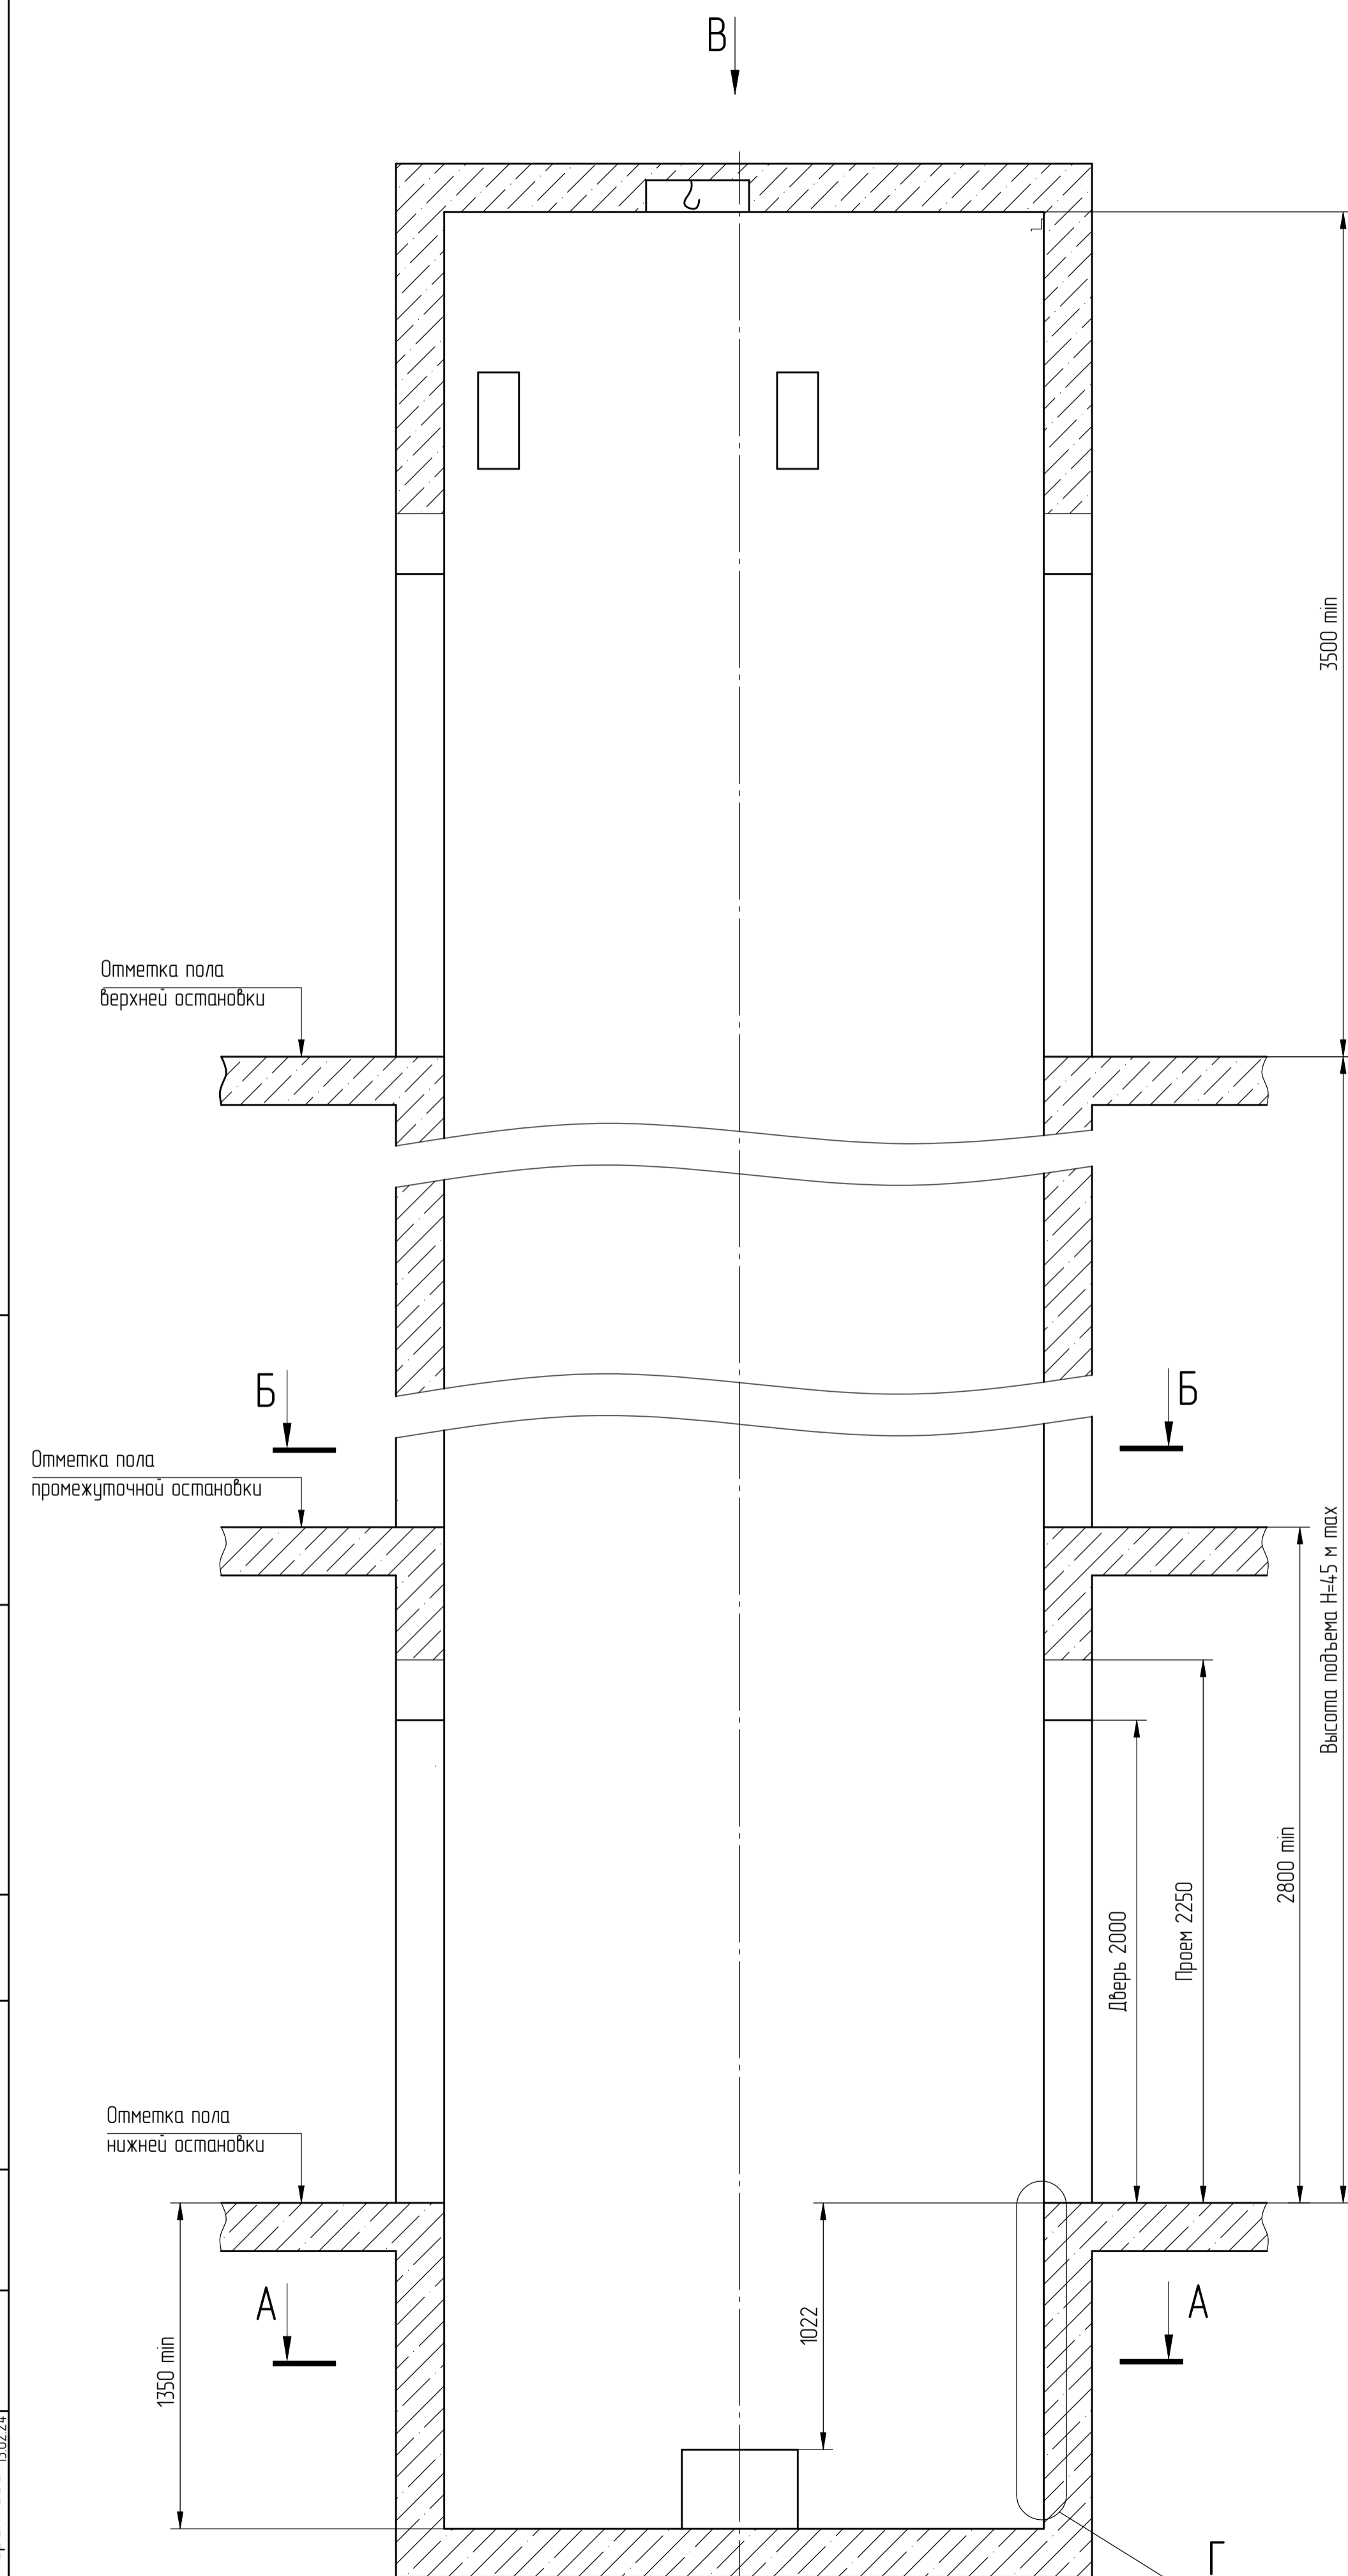 В
3500 min
Отметка пола
верхней остановки
Б
Б
Отметка пола
промежуточной остановки
Высота подъема H=45 м max
2800 min
Проем 2250
Дверь 2000
Отметка пола
нижней остановки
А
А
1350 min
1022
Г